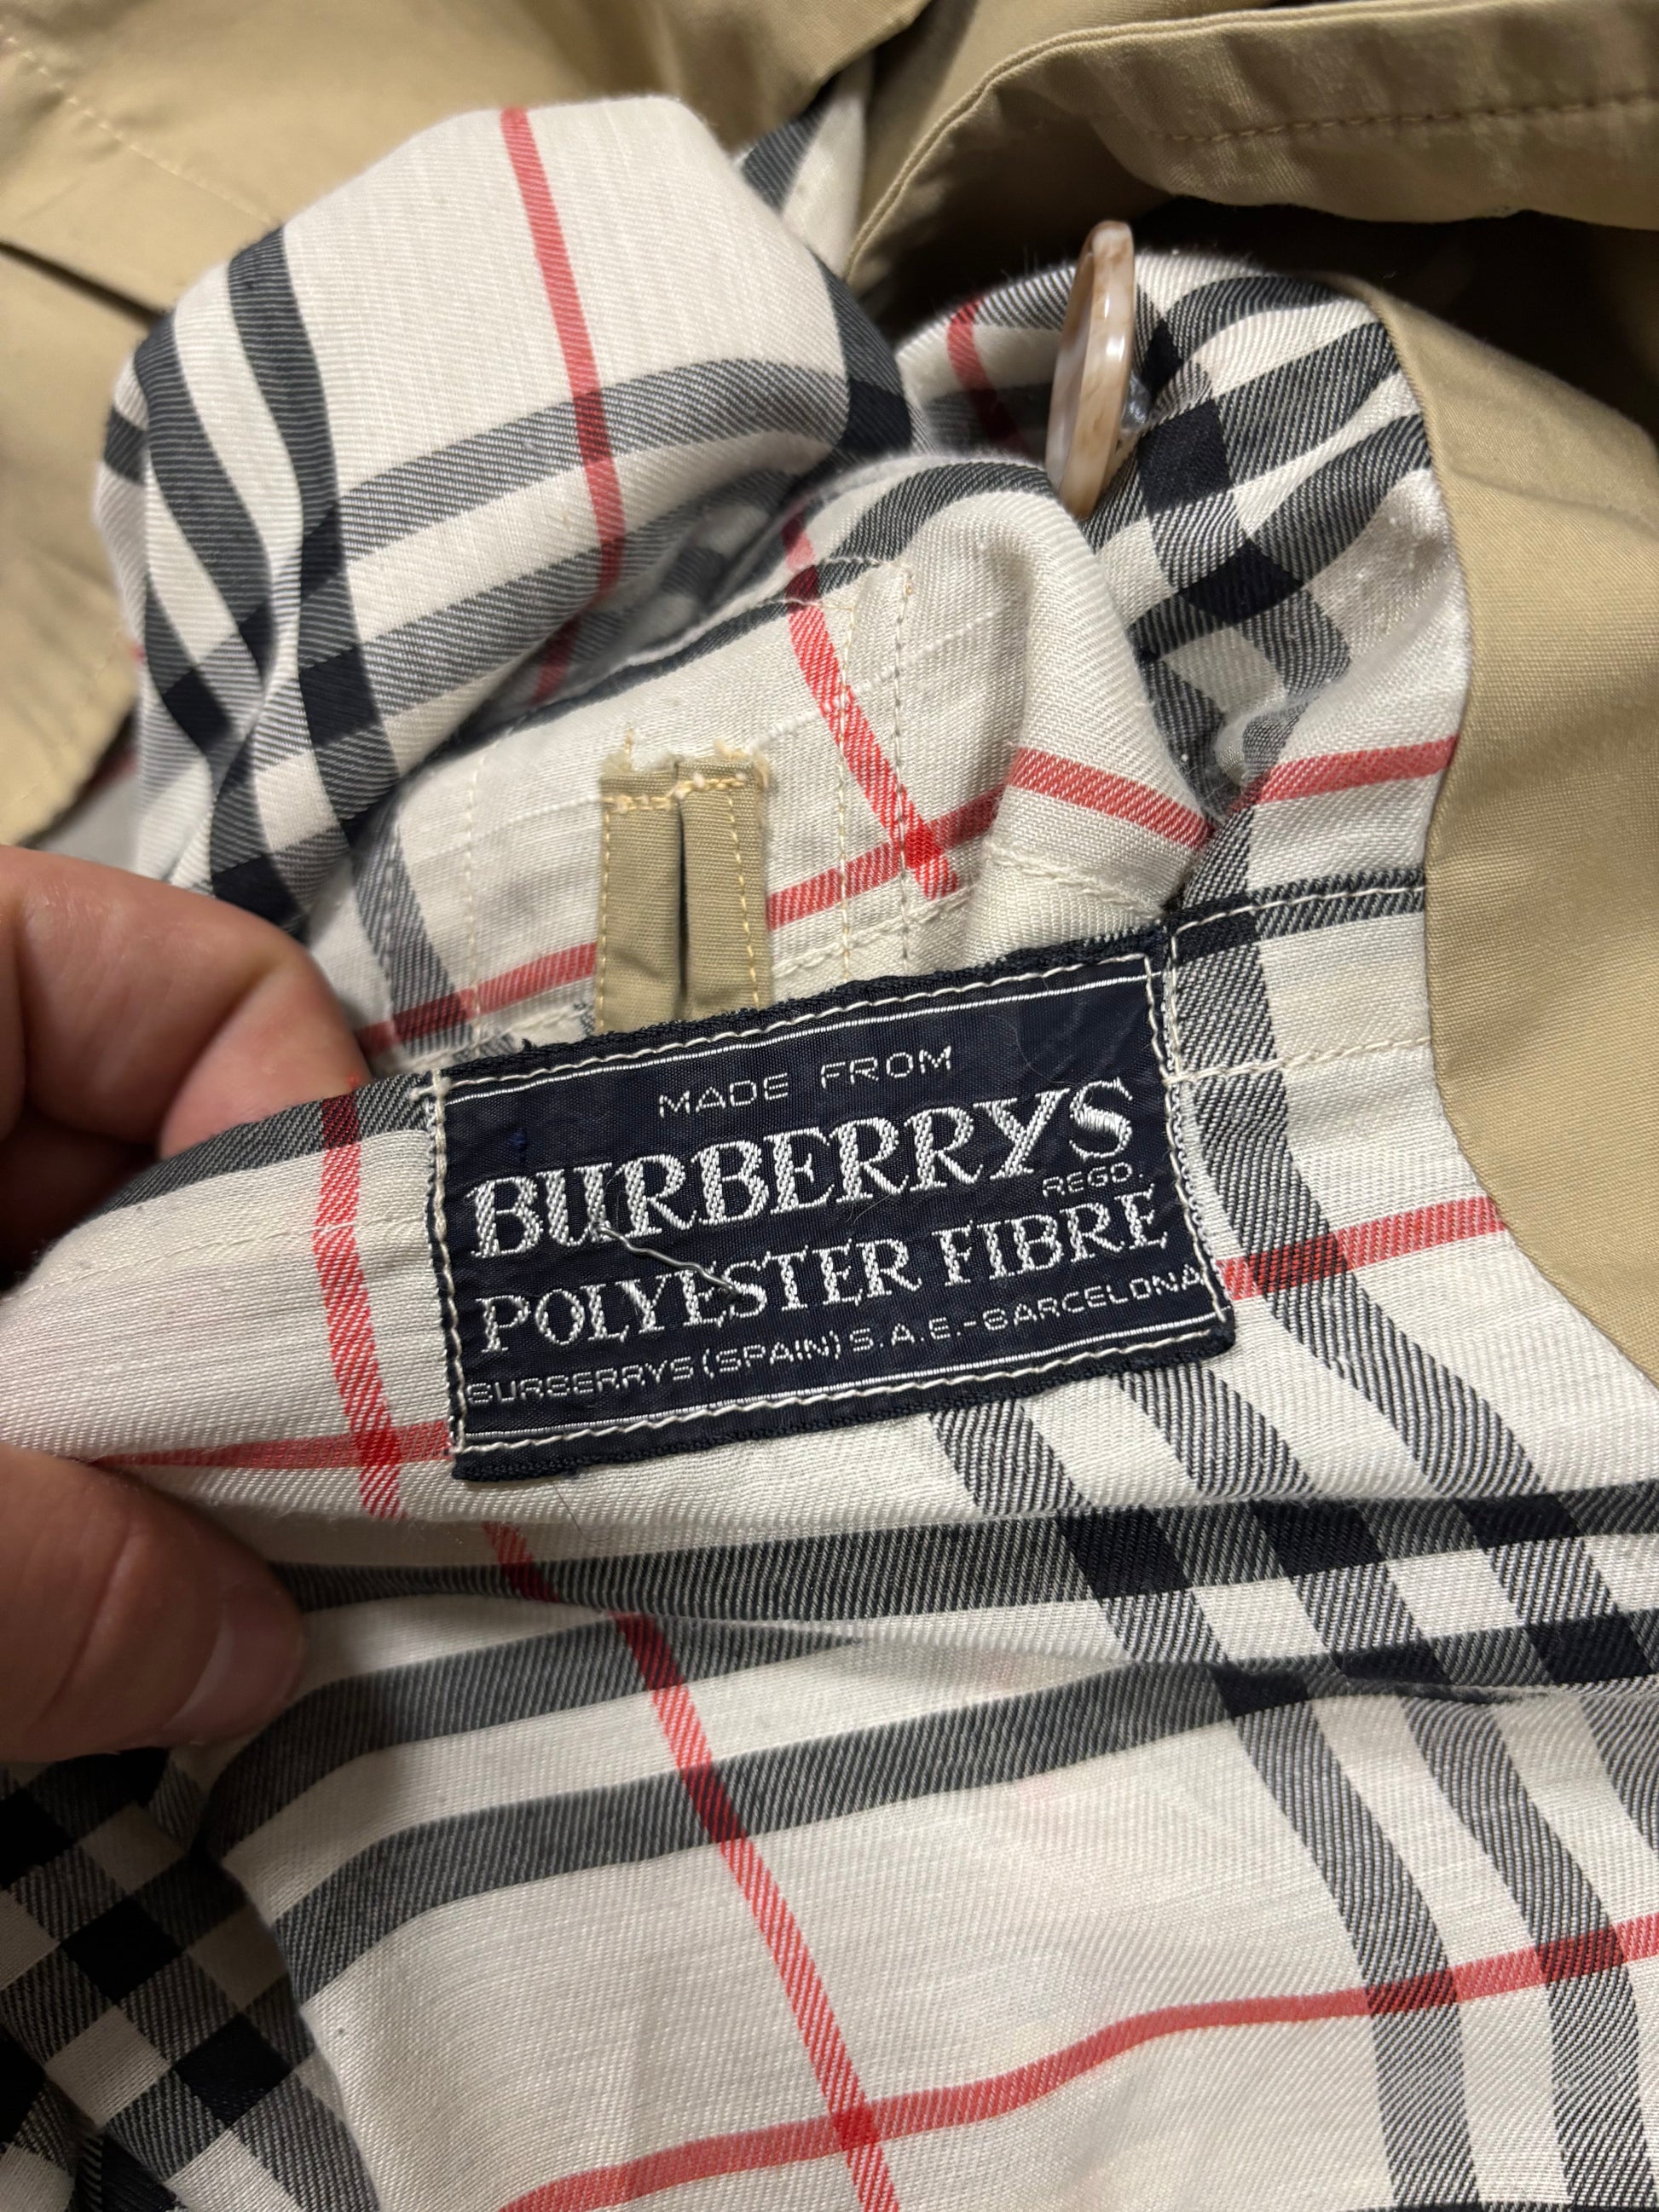 MADE FROM
BURBERRYS
REGD.
POLYESTER FIBRE
BURBERRYS (SPAIN) S.A.E.-BARCELONA